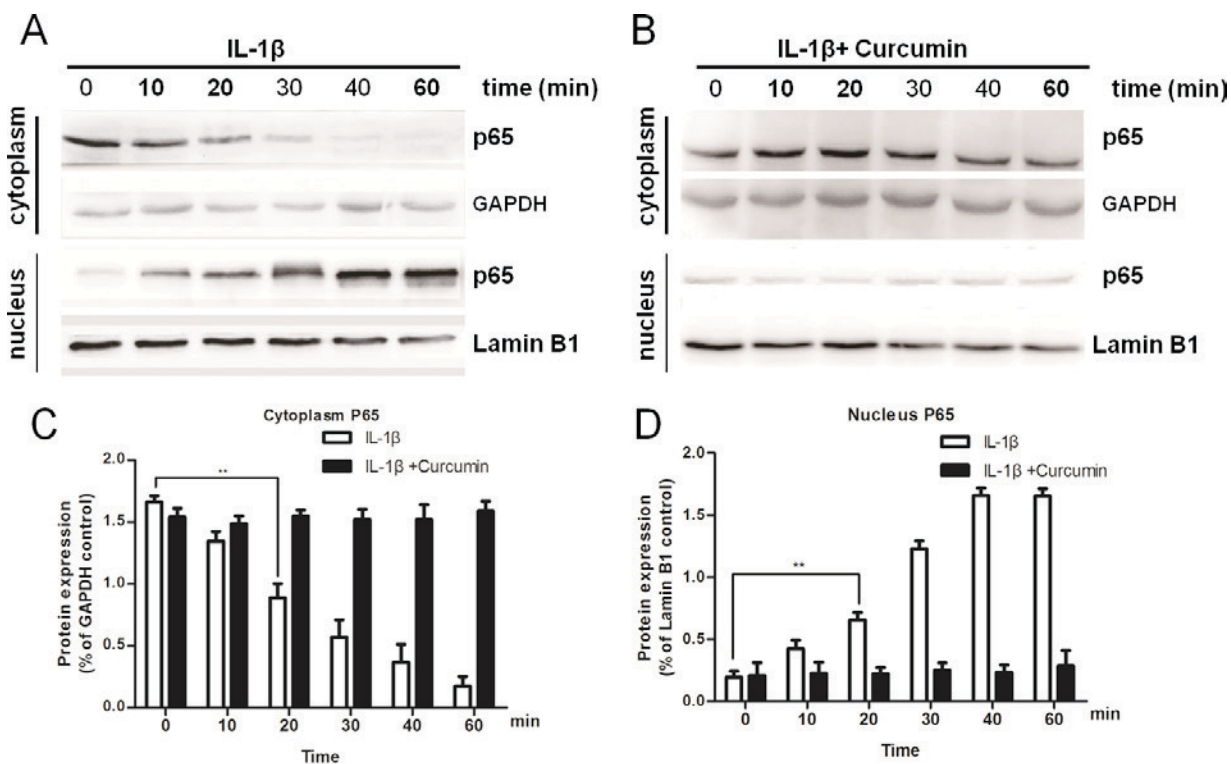 A
IL-1β
0 10 20 30 40 60 time (min)
cytoplasm
p65
GAPDH
nucleus
p65
Lamin B1
B
IL-1β+ Curcumin
0 10 20 30 40 60 time (min)
cytoplasm
p65
GAPDH
nucleus
p65
Lamin B1
C
Cytoplasm P65
IL-1β
IL-1β +Curcumin
**
Protein expression
(% of GAPDH control)
2.0
1.5
1.0
0.5
0.0
0 10 20 30 40 60 min
Time
D
Nucleus P65
IL-1β
IL-1β +Curcumin
**
Protein expression
(% of Lamin B1 control)
2.0
1.5
1.0
0.5
0.0
0 10 20 30 40 60 min
Time